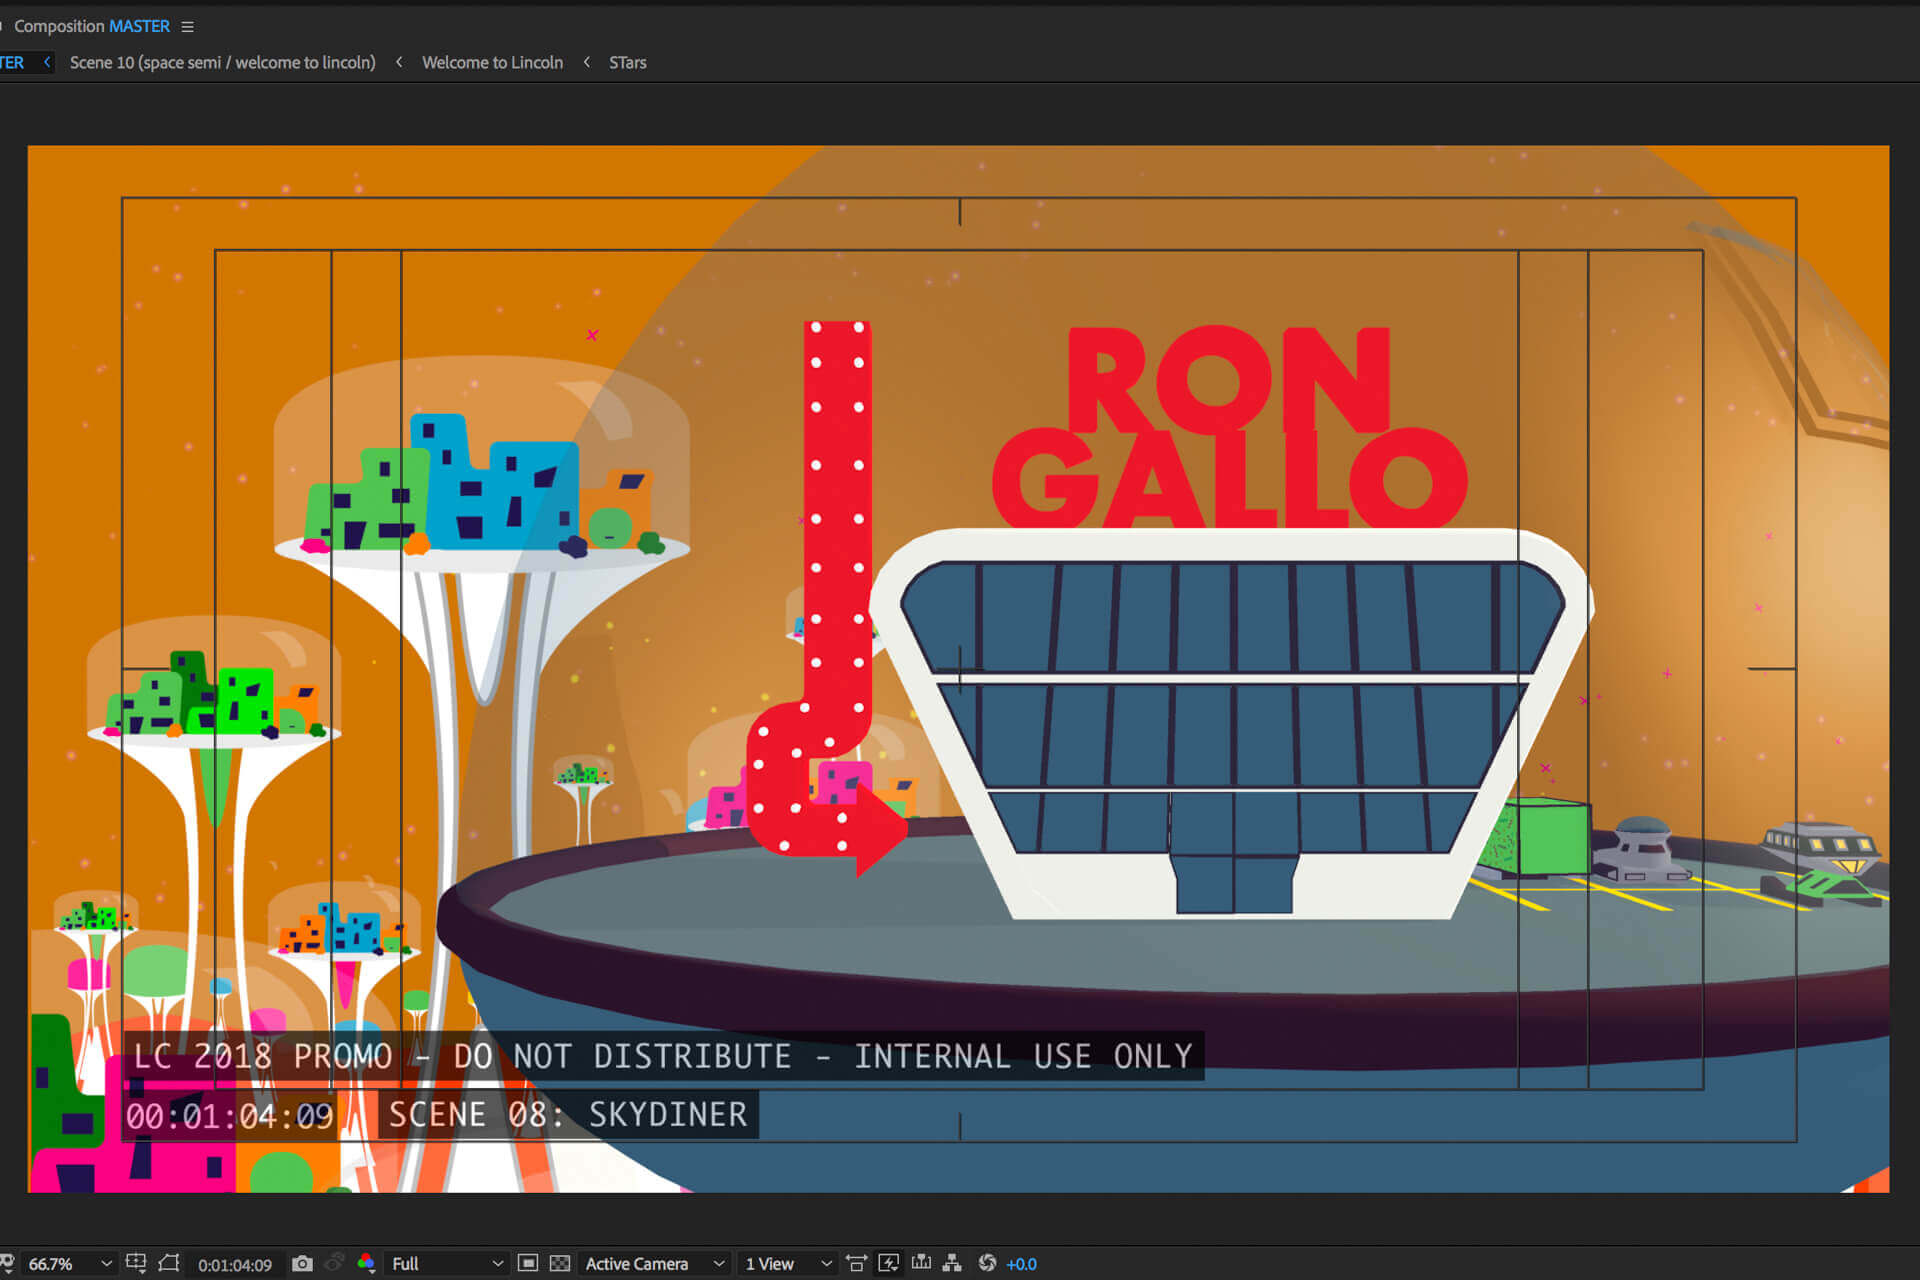 Composition MASTER
TER
Scene 10 (space semi / welcome to lincoln)
Welcome to Lincoln
STars
RON
GALLO
LC 2018 PROMO - DO NOT DISTRIBUTE - INTERNAL USE ONLY
00:01:04:09
SCENE 08: SKYDINER
66.7%
0:01:04:09
Full
Active Camera
1 View
+0.0